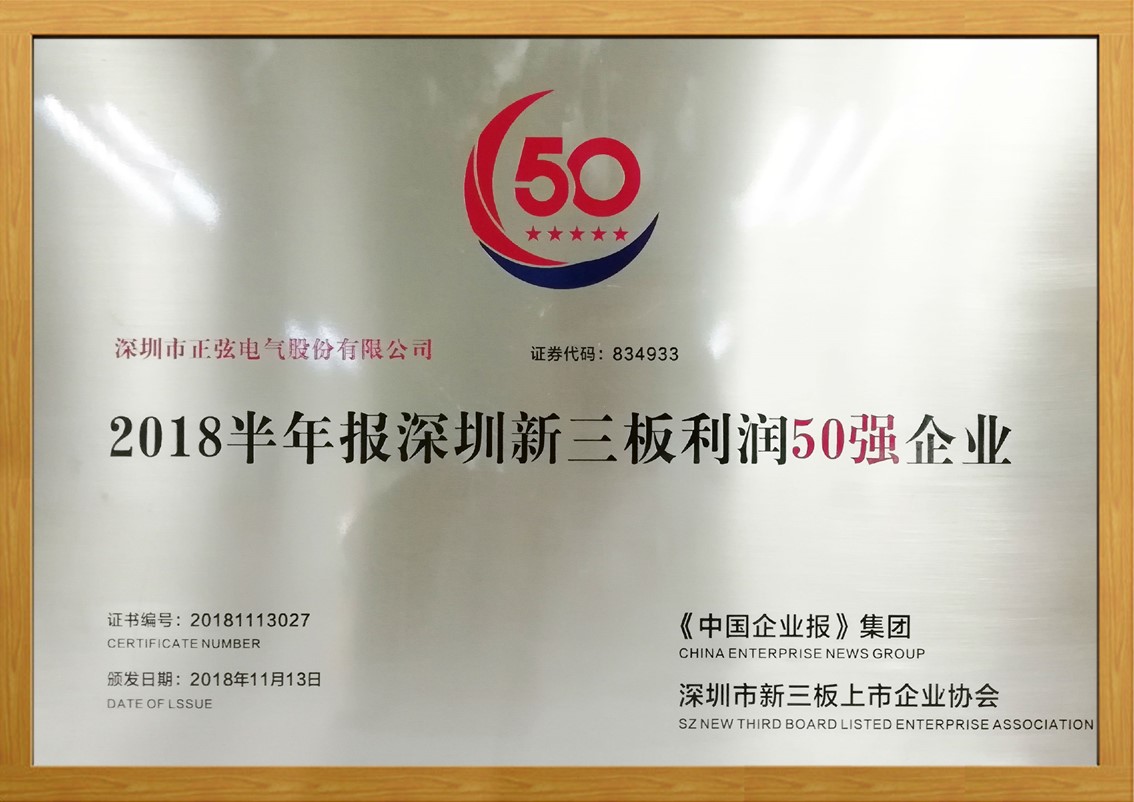 50
深圳市正弦电气股份有限公司
证券代码：834933
2018半年报深圳新三板利润50强企业
证书编号：20181113027
CERTIFICATE NUMBER
颁发日期：2018年11月13日
DATE OF LSSUE
《中国企业报》集团
CHINA ENTERPRISE NEWS GROUP
深圳市新三板上市企业协会
SZ NEW THIRD BOARD LISTED ENTERPRISE ASSOCIATION